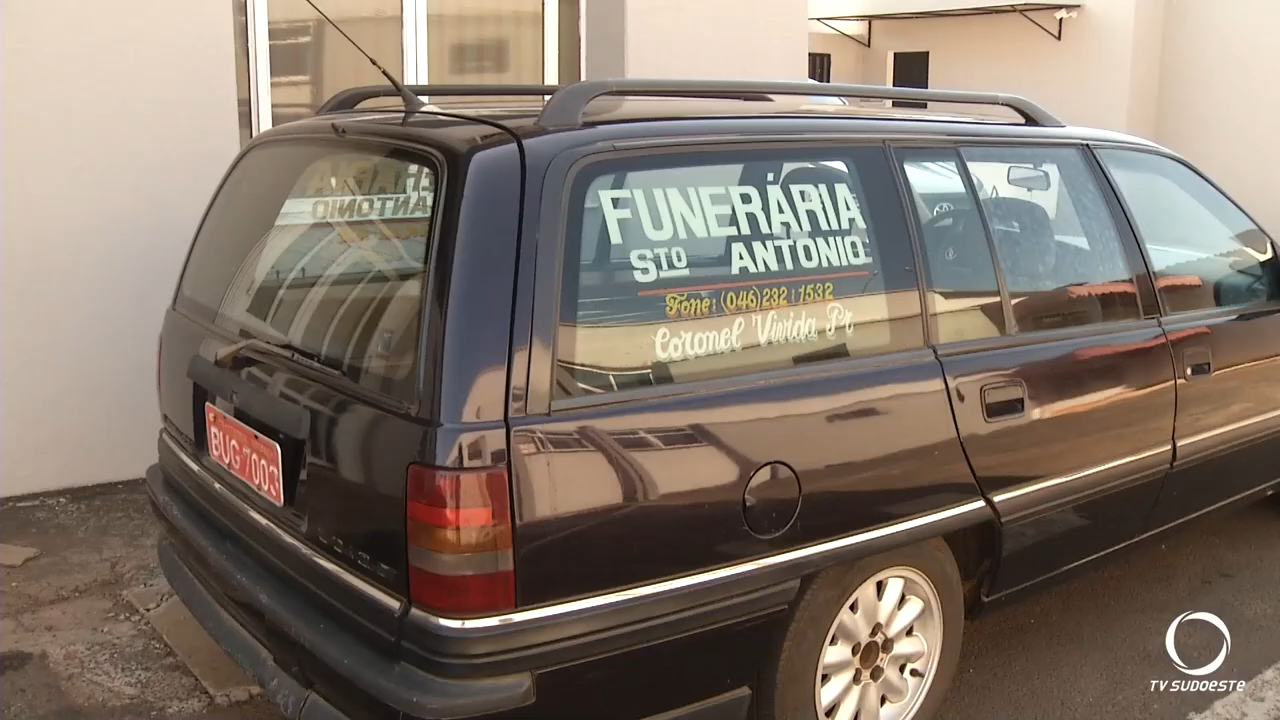 FUNERÁRIA
STO ANTONIO
Fone: (046)232:1532
Coronel Vivida Pr
ANTONIO
BUG 7003
TV SUDOESTE